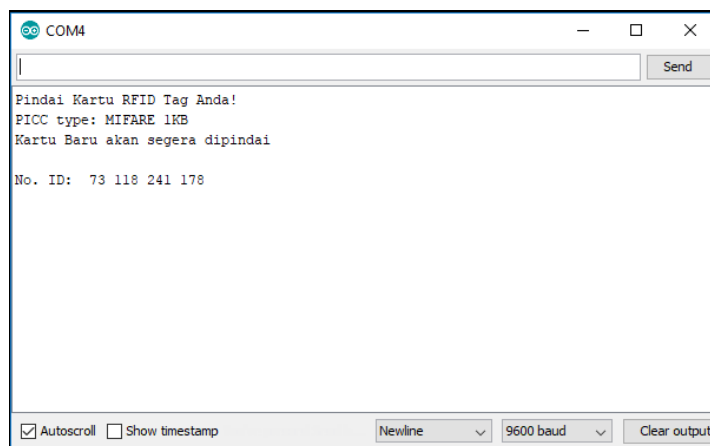 COM4
Send
Pindai Kartu RFID Tag Anda!
PICC type: MIFARE 1KB
Kartu Baru akan segera dipindai
No. ID:  73 118 241 178
Autoscroll Show timestamp Newline 9600 baud Clear output